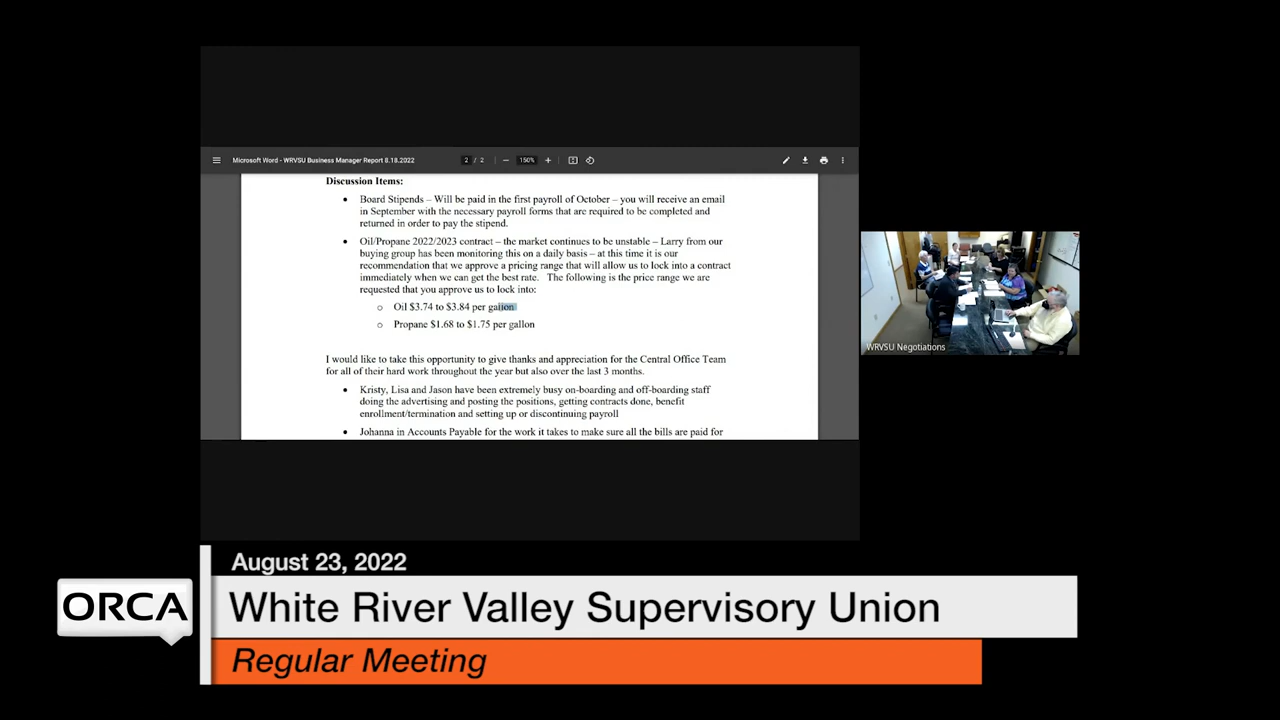 Microsoft Word - WRVSU Business Manager Report 8.18.2022
2 / 2
150%
Discussion Items:
• Board Stipends – Will be paid in the first payroll of October – you will receive an email
in September with the necessary payroll forms that are required to be completed and
returned in order to pay the stipend.
• Oil/Propane 2022/2023 contract – the market continues to be unstable – Larry from our
buying group has been monitoring this on a daily basis – at this time it is our
recommendation that we approve a pricing range that will allow us to lock into a contract
immediately when we can get the best rate. The following is the price range we are
requested that you approve us to lock into:
o Oil $3.74 to $3.84 per gallon
o Propane $1.68 to $1.75 per gallon
I would like to take this opportunity to give thanks and appreciation for the Central Office Team
for all of their hard work throughout the year but also over the last 3 months.
• Kristy, Lisa and Jason have been extremely busy on-boarding and off-boarding staff
doing the advertising and posting the positions, getting contracts done, benefit
enrollment/termination and setting up or discontinuing payroll
• Johanna in Accounts Payable for the work it takes to make sure all the bills are paid for
WRVSU Negotiations
August 23, 2022
ORCA
White River Valley Supervisory Union
Regular Meeting